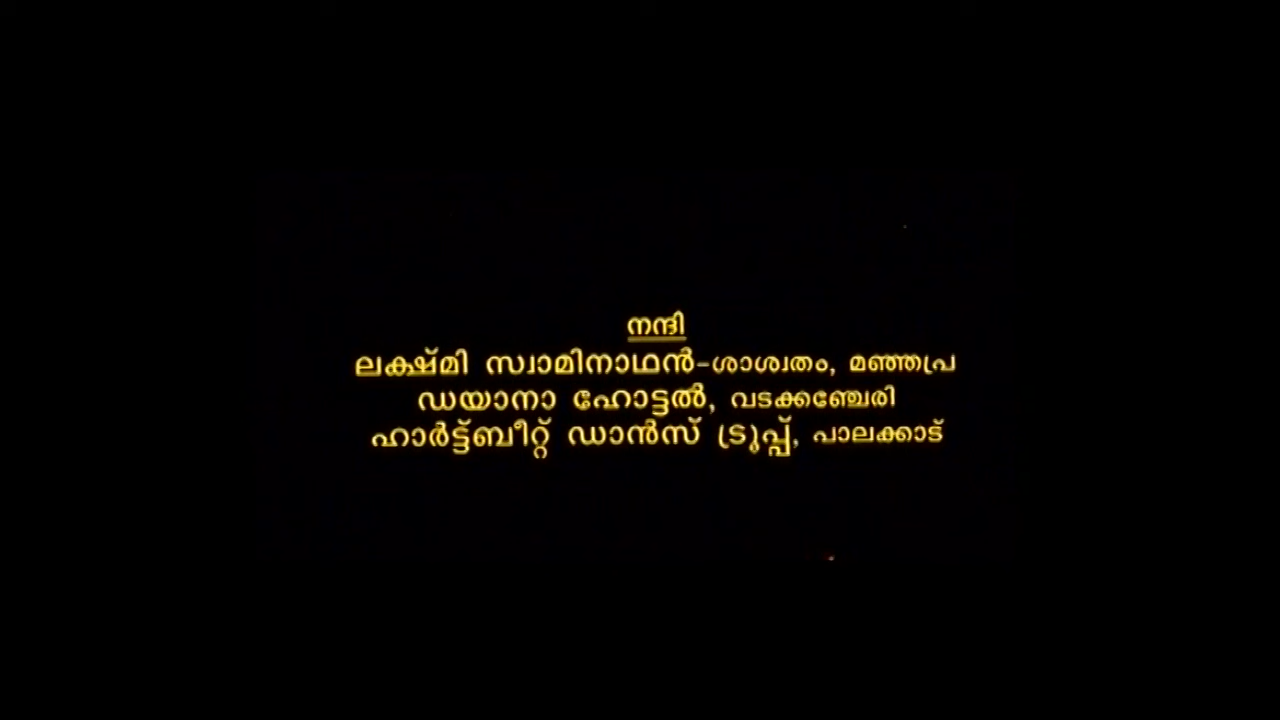 നന്ദി
ലക്ഷ്മി സ്വാമിനാഥൻ-ശാശ്വതം, മഞ്ഞപ്ര
ഡയാനാ ഹോട്ടൽ, വടക്കഞ്ചേരി
ഹാർട്ട്ബീറ്റ് ഡാൻസ് ട്രൂപ്പ്, പാലക്കാട്